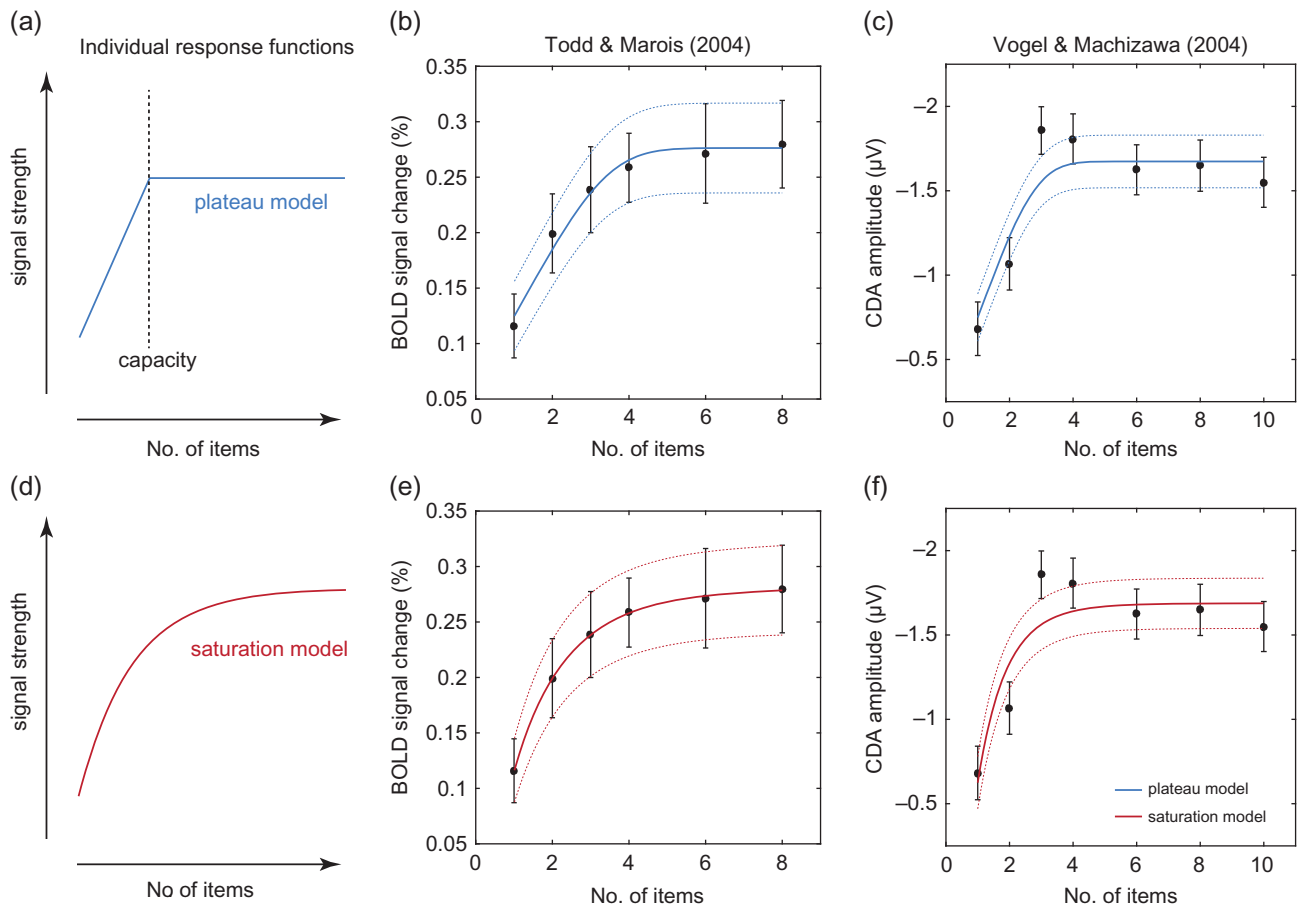 (a)
Individual response functions
signal strength
plateau model
capacity
No. of items
(b)
Todd & Marois (2004)
BOLD signal change (%)
0.35
0.3
0.25
0.2
0.15
0.1
0.05
0 2 4 6 8
No. of items
(c)
Vogel & Machizawa (2004)
CDA amplitude (µV)
–2
–1.5
–1
–0.5
0 2 4 6 8 10
No. of items
(d)
signal strength
saturation model
No of items
(e)
BOLD signal change (%)
0.35
0.3
0.25
0.2
0.15
0.1
0.05
0 2 4 6 8
No. of items
(f)
CDA amplitude (µV)
–2
–1.5
–1
–0.5
plateau model
saturation model
0 2 4 6 8 10
No. of items